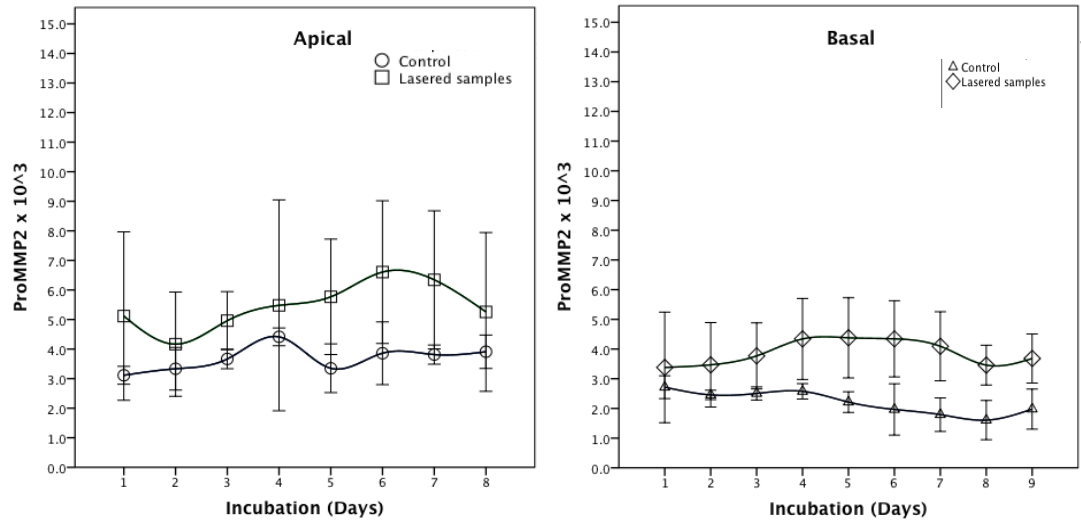 Apical
Control
Lasered samples
ProMMP2 x 10^3
15.0
14.0
13.0
12.0
11.0
10.0
9.0
8.0
7.0
6.0
5.0
4.0
3.0
2.0
1.0
0.0
1 2 3 4 5 6 7 8
Incubation (Days)
Basal
Control
Lasered samples
ProMMP2 x 10^3
15.0
14.0
13.0
12.0
11.0
10.0
9.0
8.0
7.0
6.0
5.0
4.0
3.0
2.0
1.0
0.0
1 2 3 4 5 6 7 8 9
Incubation (Days)